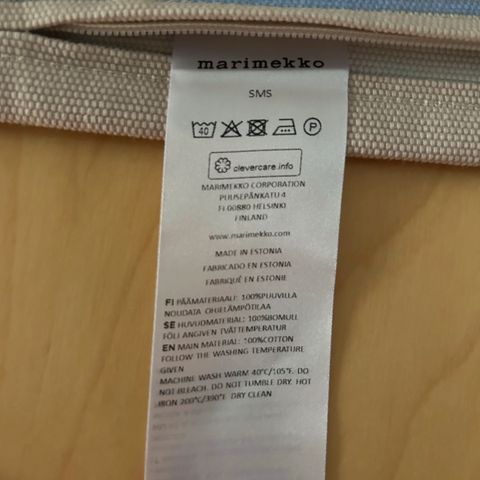 marimekko
SMS
40 P
clevercare.info
MARIMEKKO CORPORATION
PUUSEPÄNKATU 4
FI 00880 HELSINKI
FINLAND
www.marimekko.com
MADE IN ESTONIA
FABRICADO EN ESTONIA
FABRIQUÉ EN ESTONIE
FI PÄÄMATERIAALI: 100%PUUVILLA
NOUDATA OHJELÄMPÖTILAA
SE HUVUDMATERIAL: 100%BOMULL
FÖLJ ANGIVEN TVÄTTEMPERATUR
EN MAIN MATERIAL: 100%COTTON
FOLLOW THE WASHING TEMPERATURE
GIVEN
MACHINE WASH WARM 40°C/105°F. DO
NOT BLEACH. DO NOT TUMBLE DRY. HOT
IRON 200°C/390°F. DRY CLEAN